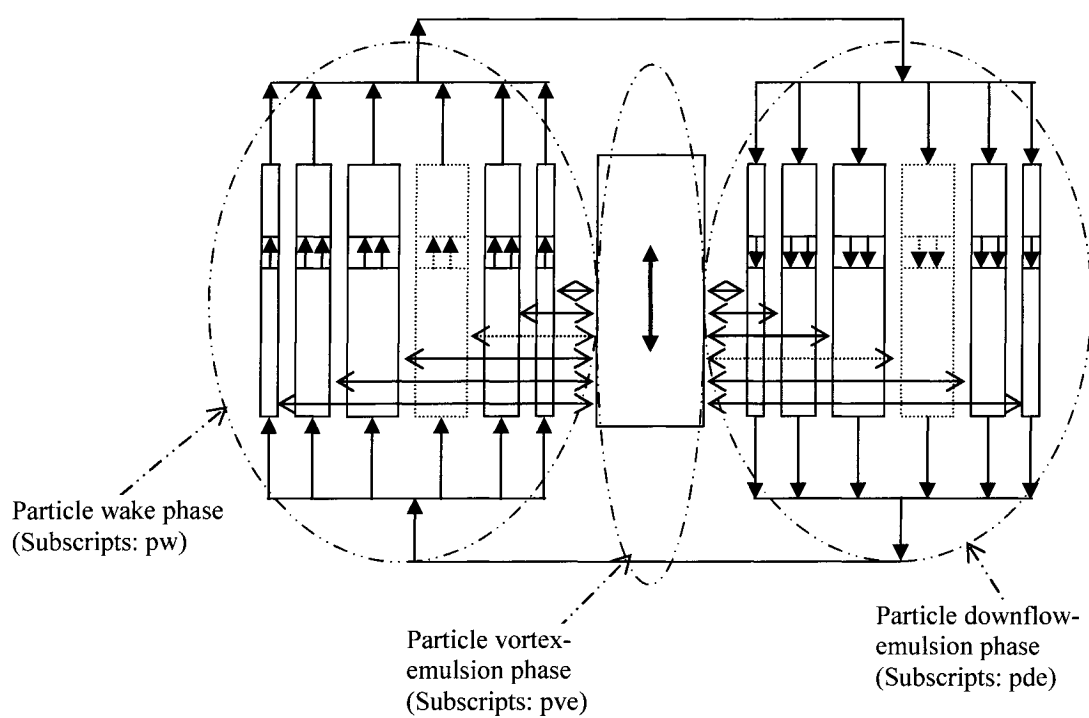 Particle wake phase
(Subscripts: pw)
Particle vortex-
emulsion phase
(Subscripts: pve)
Particle downflow-
emulsion phase
(Subscripts: pde)